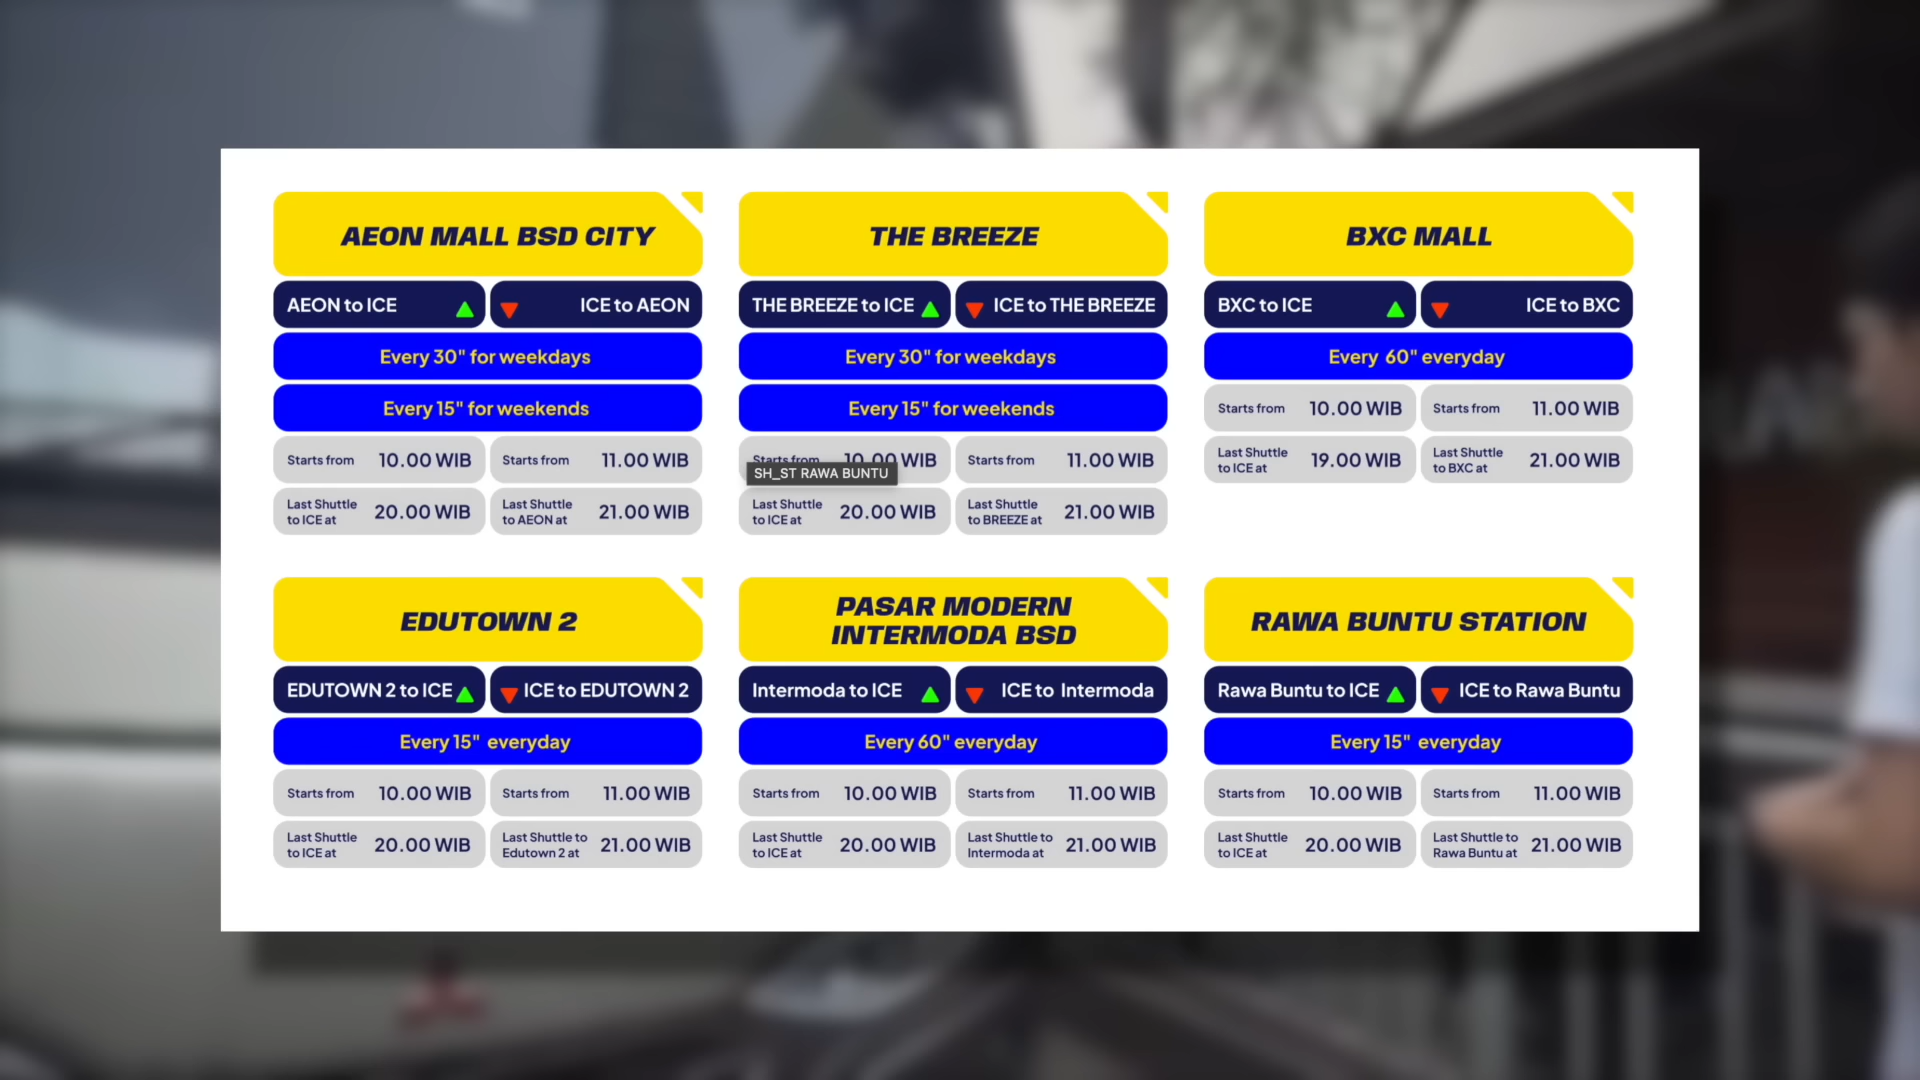 AEON MALL BSD CITY
AEON to ICE
ICE to AEON
Every 30" for weekdays
Every 15" for weekends
Starts from 10.00 WIB
Starts from 11.00 WIB
Last Shuttle
to ICE at
20.00 WIB
Last Shuttle
to AEON at
21.00 WIB
THE BREEZE
THE BREEZE to ICE
ICE to THE BREEZE
Every 30" for weekdays
Every 15" for weekends
Starts from 10.00 WIB
Starts from 11.00 WIB
SH_ST RAWA BUNTU
Last Shuttle
to ICE at
20.00 WIB
Last Shuttle
to BREEZE at
21.00 WIB
BXC MALL
BXC to ICE
ICE to BXC
Every 60" everyday
Starts from 10.00 WIB
Starts from 11.00 WIB
Last Shuttle
to ICE at
19.00 WIB
Last Shuttle
to BXC at
21.00 WIB
EDUTOWN 2
EDUTOWN 2 to ICE
ICE to EDUTOWN 2
Every 15" everyday
Starts from 10.00 WIB
Starts from 11.00 WIB
Last Shuttle
to ICE at
20.00 WIB
Last Shuttle to
Edutown 2 at
21.00 WIB
PASAR MODERN
INTERMODA BSD
Intermoda to ICE
ICE to Intermoda
Every 60" everyday
Starts from 10.00 WIB
Starts from 11.00 WIB
Last Shuttle
to ICE at
20.00 WIB
Last Shuttle to
Intermoda at
21.00 WIB
RAWA BUNTU STATION
Rawa Buntu to ICE
ICE to Rawa Buntu
Every 15" everyday
Starts from 10.00 WIB
Starts from 11.00 WIB
Last Shuttle
to ICE at
20.00 WIB
Last Shuttle to
Rawa Buntu at
21.00 WIB